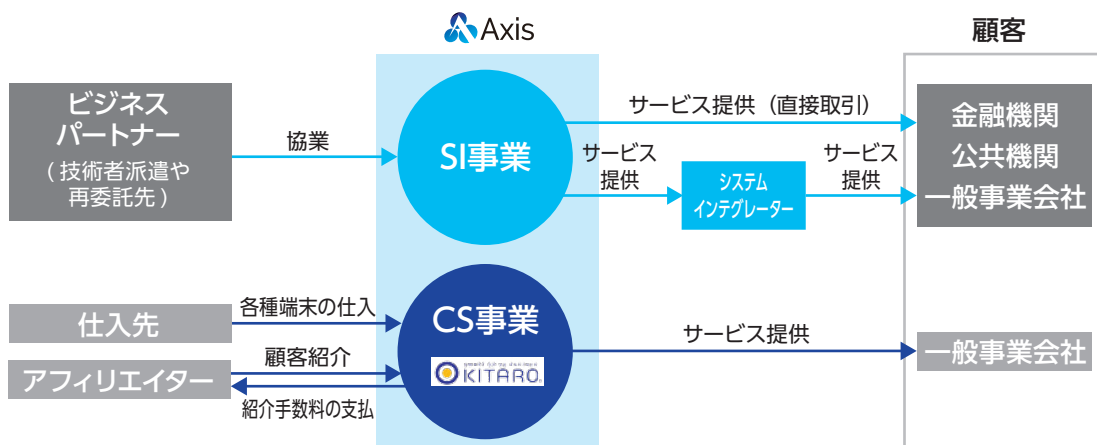 Axis
顧客
ビジネス
パートナー
(技術者派遣や
再委託先)
協業
SI事業
サービス提供(直接取引)
サービス
提供
システム
インテグレーター
サービス
提供
金融機関
公共機関
一般事業会社
仕入先
各種端末の仕入
アフィリエイター
顧客紹介
紹介手数料の支払
CS事業
KITARO
サービス提供
一般事業会社